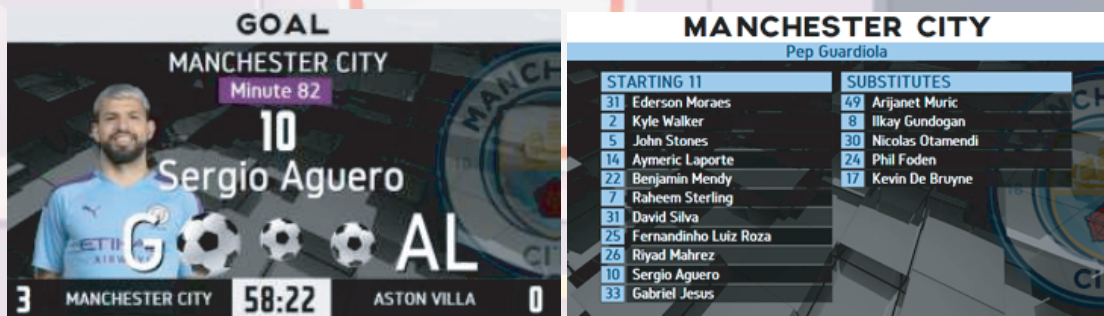 GOAL
MANCHESTER CITY
Minute 82
10
Sergio Aguero
ETIHAD
AIRWAYS
G AL
3 MANCHESTER CITY 58:22 ASTON VILLA 0
MANCHESTER CITY
Pep Guardiola
STARTING 11
31 Ederson Moraes
2 Kyle Walker
5 John Stones
14 Aymeric Laporte
22 Benjamin Mendy
7 Raheem Sterling
31 David Silva
25 Fernandinho Luiz Roza
26 Riyad Mahrez
10 Sergio Aguero
33 Gabriel Jesus
SUBSTITUTES
49 Arijanet Muric
8 Ilkay Gundogan
30 Nicolas Otamendi
24 Phil Foden
17 Kevin De Bruyne